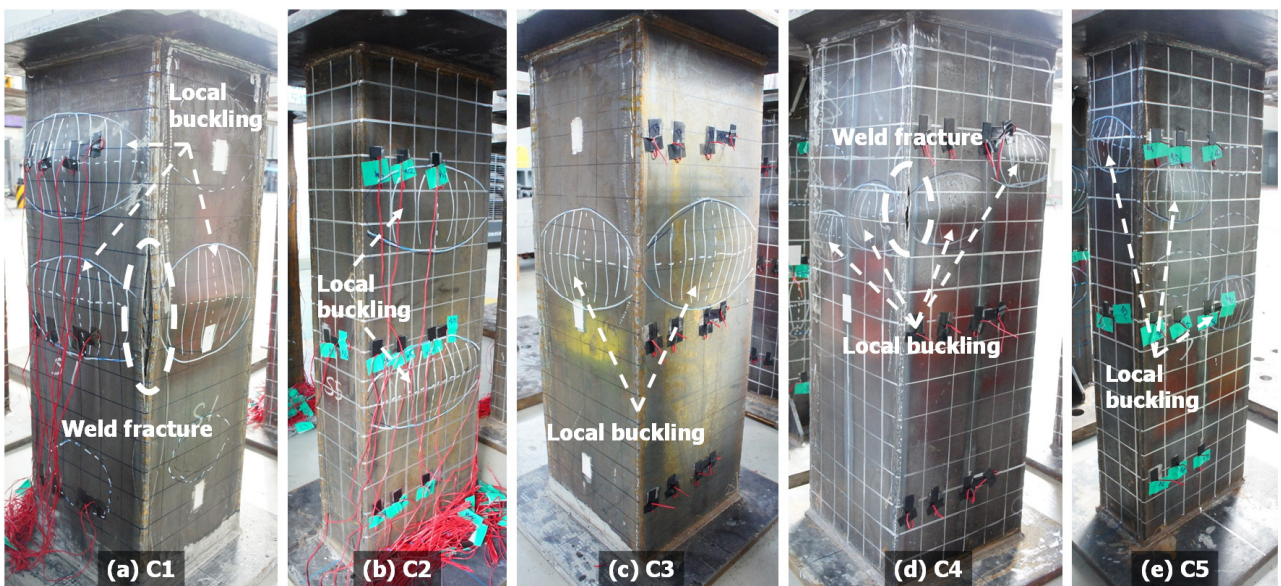 Local
buckling
Weld fracture
(a) C1
Local
buckling
(b) C2
Local buckling
(c) C3
Weld fracture
Local buckling
(d) C4
Local
buckling
(e) C5